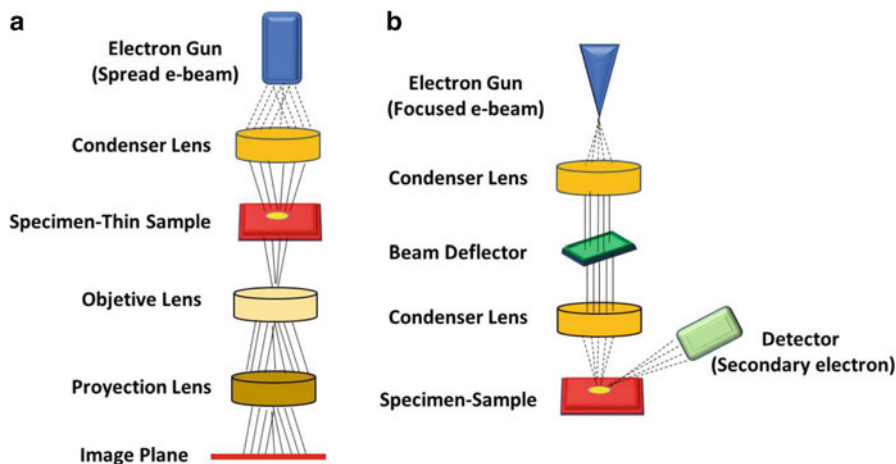 a
Electron Gun
(Spread e-beam)
Condenser Lens
Specimen-Thin Sample
Objetive Lens
Proyection Lens
Image Plane
b
Electron Gun
(Focused e-beam)
Condenser Lens
Beam Deflector
Condenser Lens
Detector
(Secondary electron)
Specimen-Sample